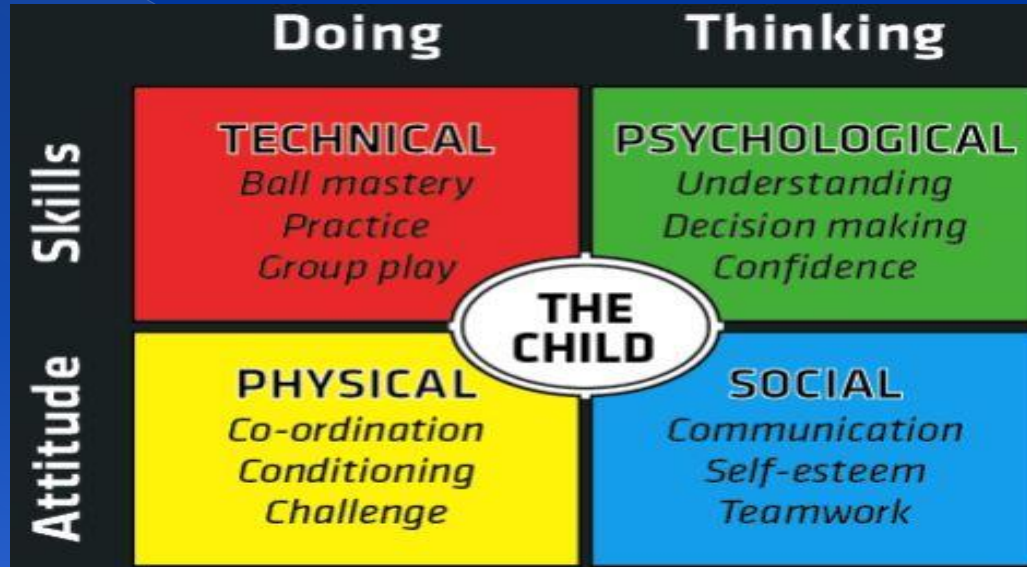 Doing
Thinking
Skills
TECHNICAL
Ball mastery
Practice
Group play
PSYCHOLOGICAL
Understanding
Decision making
Confidence
THE
CHILD
Attitude
PHYSICAL
Co-ordination
Conditioning
Challenge
SOCIAL
Communication
Self-esteem
Teamwork